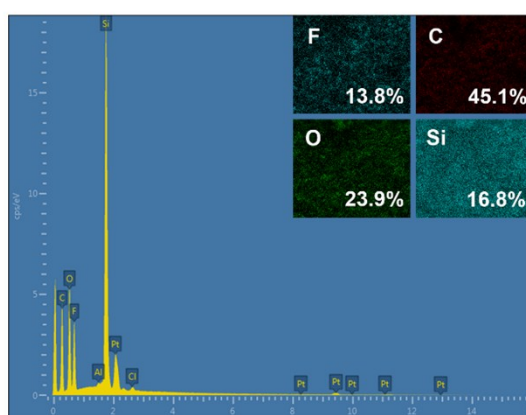 Si
F
13.8%
C
45.1%
O
23.9%
Si
16.8%
15
10
cps/eV
5
O
C
F
Pt
Al
Cl
Pt
Pt
Pt
Pt
Pt
0
0
2
4
6
8
10
12
14